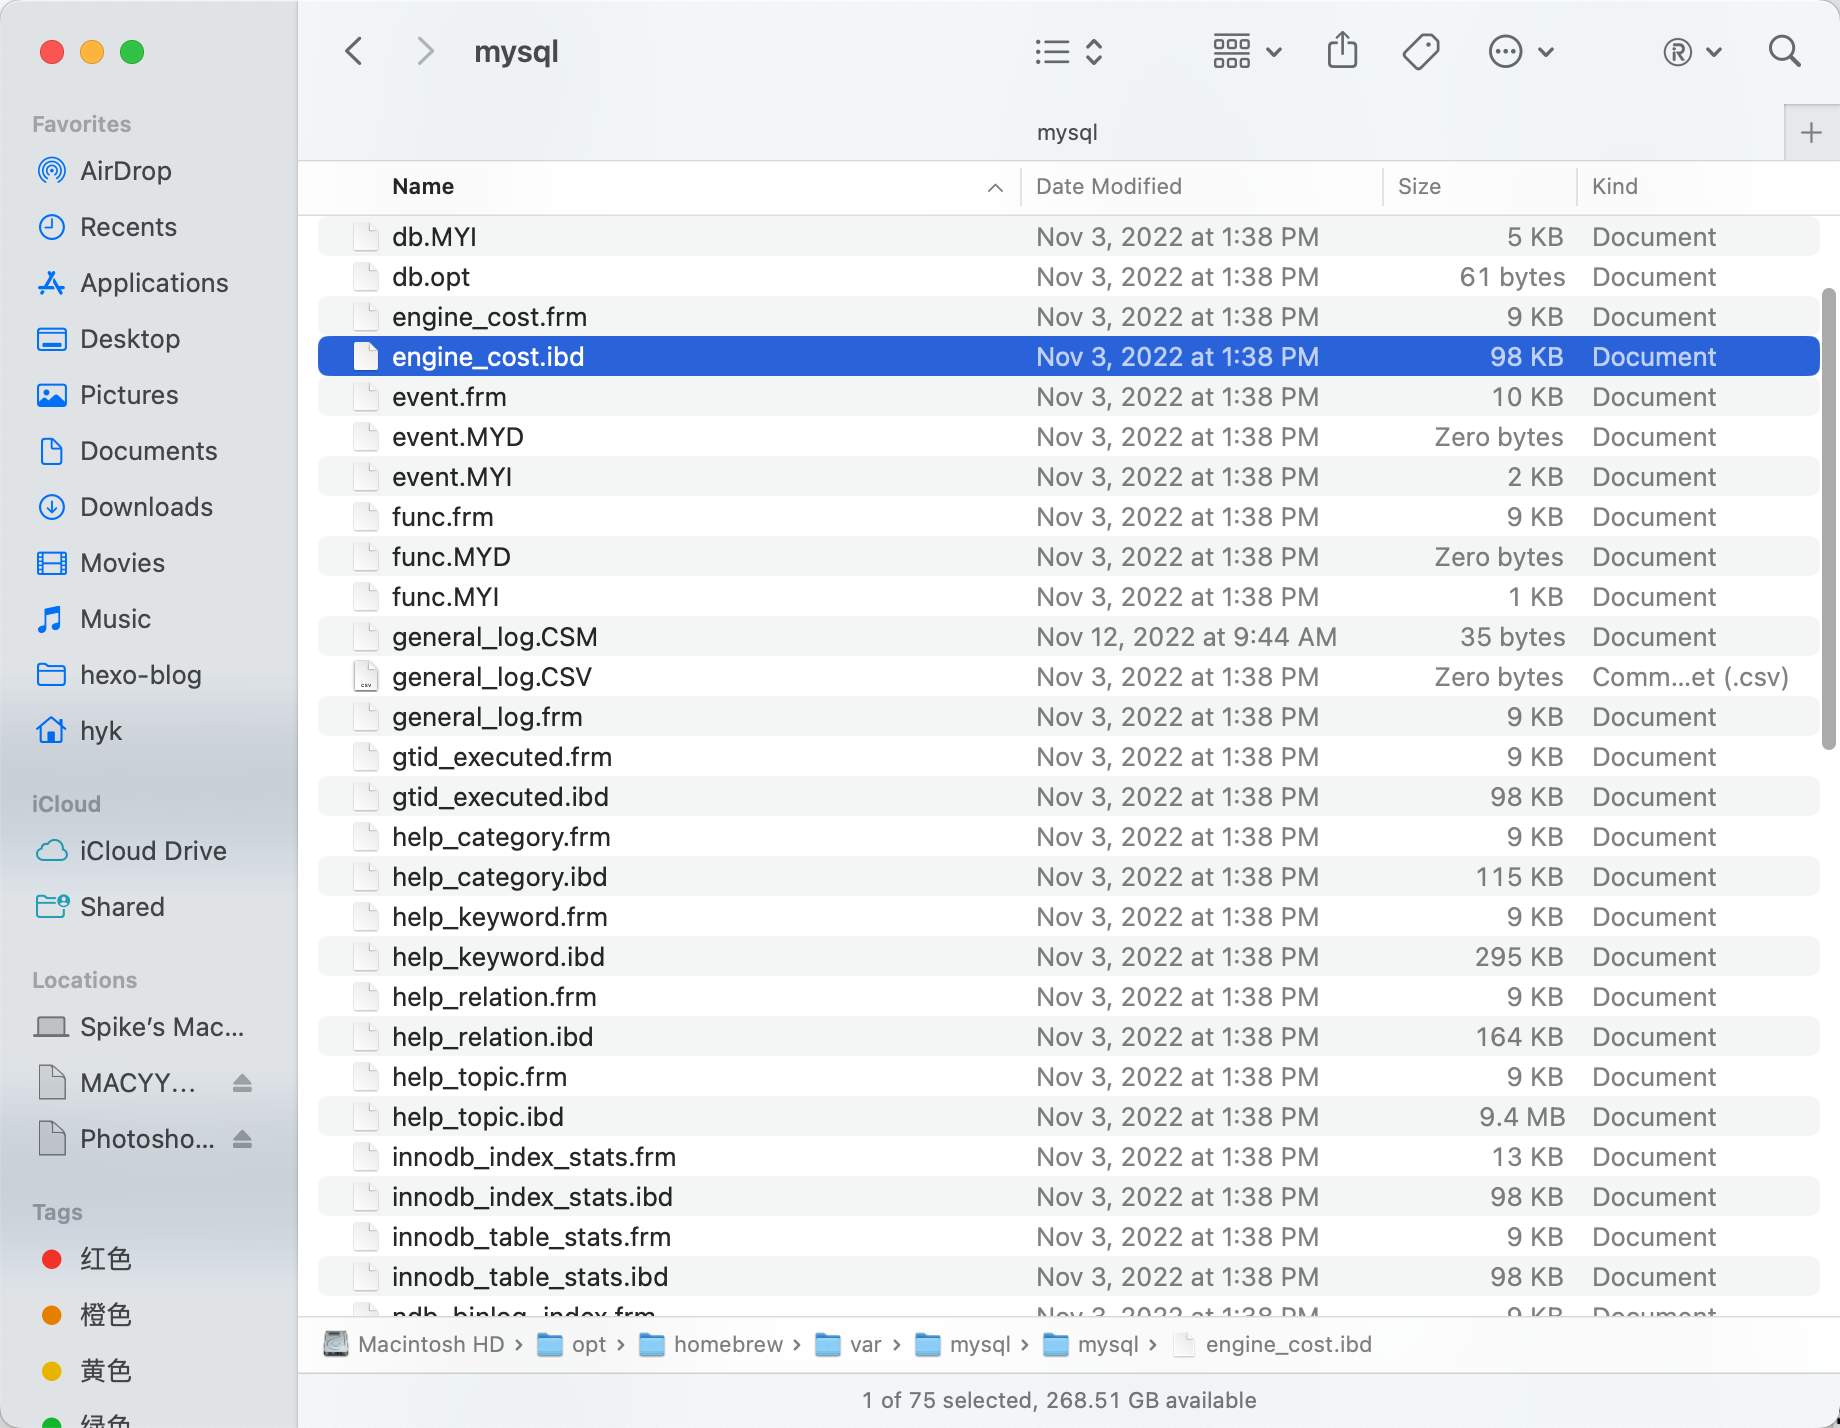 mysql
mysql
Favorites
AirDrop
Recents
Applications
Desktop
Pictures
Documents
Downloads
Movies
Music
hexo-blog
hyk
iCloud
iCloud Drive
Shared
Locations
Spike’s Mac...
MACYY...
Photosho...
Tags
红色
橙色
黄色
绿色
Name Date Modified Size Kind
db.MYI Nov 3, 2022 at 1:38 PM 5 KB Document
db.opt Nov 3, 2022 at 1:38 PM 61 bytes Document
engine_cost.frm Nov 3, 2022 at 1:38 PM 9 KB Document
engine_cost.ibd Nov 3, 2022 at 1:38 PM 98 KB Document
event.frm Nov 3, 2022 at 1:38 PM 10 KB Document
event.MYD Nov 3, 2022 at 1:38 PM Zero bytes Document
event.MYI Nov 3, 2022 at 1:38 PM 2 KB Document
func.frm Nov 3, 2022 at 1:38 PM 9 KB Document
func.MYD Nov 3, 2022 at 1:38 PM Zero bytes Document
func.MYI Nov 3, 2022 at 1:38 PM 1 KB Document
general_log.CSM Nov 12, 2022 at 9:44 AM 35 bytes Document
general_log.CSV Nov 3, 2022 at 1:38 PM Zero bytes Comm...et (.csv)
general_log.frm Nov 3, 2022 at 1:38 PM 9 KB Document
gtid_executed.frm Nov 3, 2022 at 1:38 PM 9 KB Document
gtid_executed.ibd Nov 3, 2022 at 1:38 PM 98 KB Document
help_category.frm Nov 3, 2022 at 1:38 PM 9 KB Document
help_category.ibd Nov 3, 2022 at 1:38 PM 115 KB Document
help_keyword.frm Nov 3, 2022 at 1:38 PM 9 KB Document
help_keyword.ibd Nov 3, 2022 at 1:38 PM 295 KB Document
help_relation.frm Nov 3, 2022 at 1:38 PM 9 KB Document
help_relation.ibd Nov 3, 2022 at 1:38 PM 164 KB Document
help_topic.frm Nov 3, 2022 at 1:38 PM 9 KB Document
help_topic.ibd Nov 3, 2022 at 1:38 PM 9.4 MB Document
innodb_index_stats.frm Nov 3, 2022 at 1:38 PM 13 KB Document
innodb_index_stats.ibd Nov 3, 2022 at 1:38 PM 98 KB Document
innodb_table_stats.frm Nov 3, 2022 at 1:38 PM 9 KB Document
innodb_table_stats.ibd Nov 3, 2022 at 1:38 PM 98 KB Document
ndb_binlog_index.frm Nov 3, 2022 at 1:38 PM 9 KB Document
Macintosh HD › opt › homebrew › var › mysql › mysql › engine_cost.ibd
1 of 75 selected, 268.51 GB available